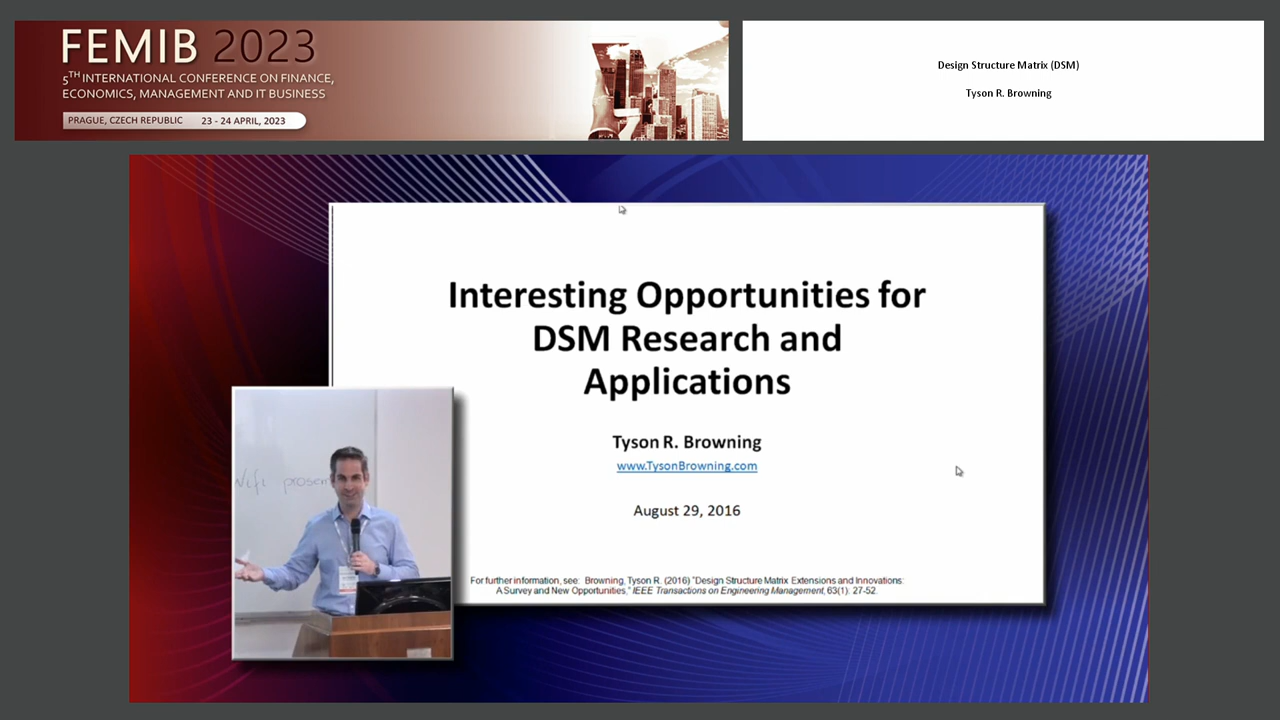 FEMIB 2023
5TH INTERNATIONAL CONFERENCE ON FINANCE,
ECONOMICS, MANAGEMENT AND IT BUSINESS
PRAGUE, CZECH REPUBLIC 23 - 24 APRIL, 2023
Design Structure Matrix (DSM)
Tyson R. Browning
Interesting Opportunities for
DSM Research and
Applications
Tyson R. Browning
www.TysonBrowning.com
August 29, 2016
For further information, see: Browning, Tyson R. (2016) "Design Structure Matrix Extensions and Innovations:
A Survey and New Opportunities," IEEE Transactions on Engineering Management, 63(1): 27-52.
Wifi